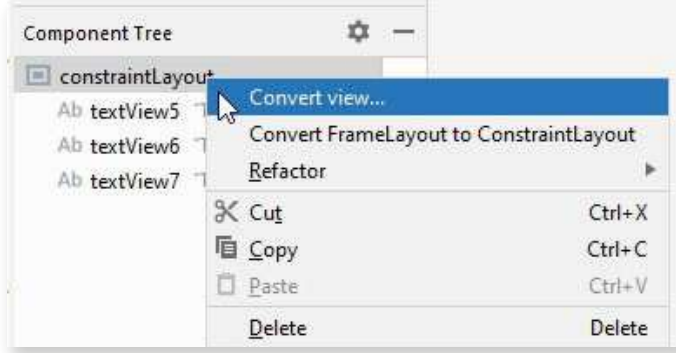 Component Tree
constraintLayout
Ab textView5
Ab textView6
Ab textView7
Convert view...
Convert FrameLayout to ConstraintLayout
Refactor
Cut Ctrl+X
Copy Ctrl+C
Paste Ctrl+V
Delete Delete